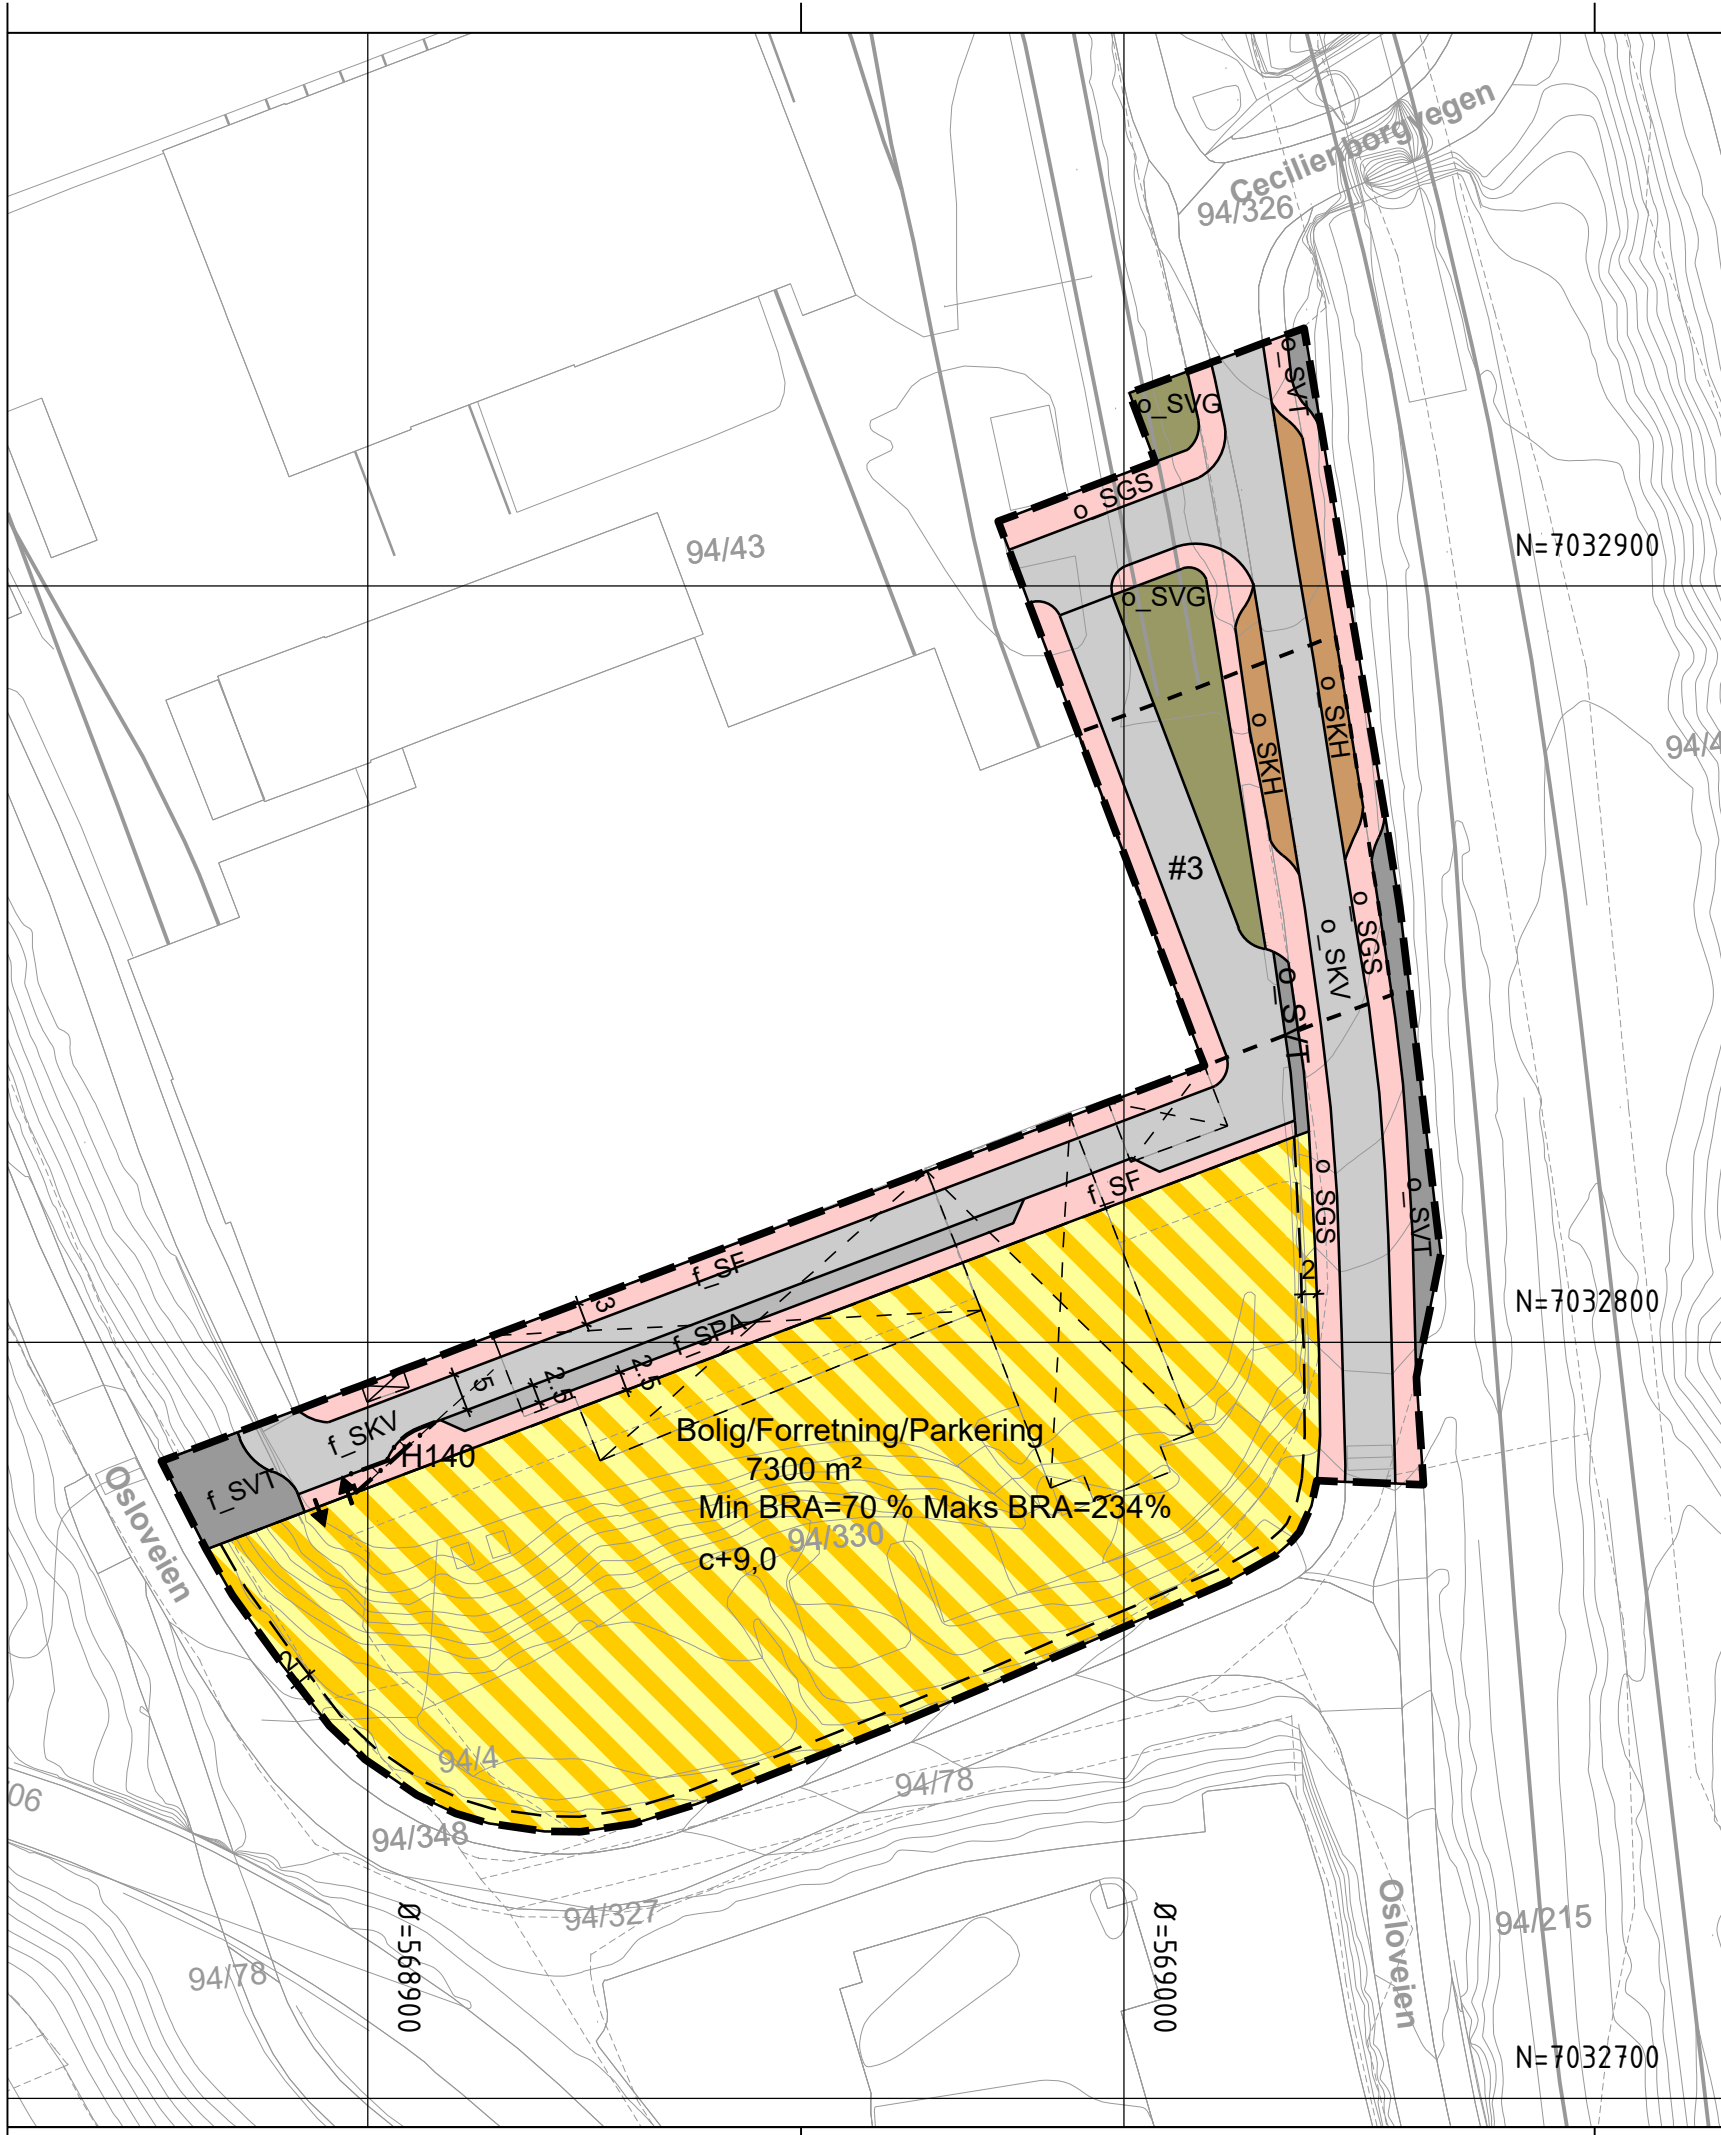 Cecilienborgvegen
94/326
o_SVT
o_SVG
o_SGS
N=7032900
94/43
o_SVG
o_SKH
o_SKH
94/4
#3
o_SGS
o_SKV
o_SVT
f_SF
o_SGS
o_SVT
f_SF
2
N=7032800
3
f_SPA
5
2.5
2.5
f_SKV
H140
Bolig/Forretning/Parkering
7300 m²
Min BRA=70 % Maks BRA=234%
94/330
c+9,0
f_SVT
Osloveien
2
94/4
94/78
06
94/348
94/327
94/215
Osloveien
94/78
Ø=568900
Ø=569000
N=7032700